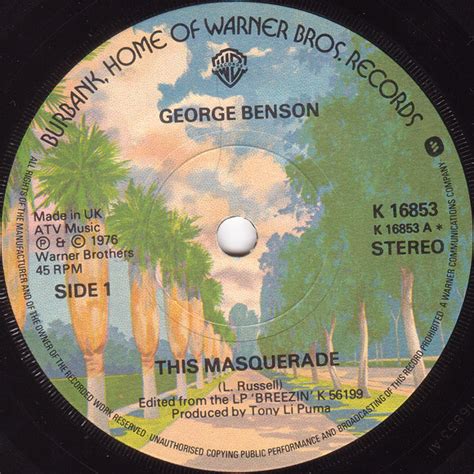 BURBANK, HOME OF WARNER BROS. RECORDS
GEORGE BENSON
Made in UK
ATV Music
Ⓟ & © 1976
Warner Brothers
45 RPM
SIDE 1
K 16853
K 16853 A *
STEREO
THIS MASQUERADE
(L. Russell)
Edited from the LP 'BREEZIN' K 56199
Produced by Tony Li Puma
ALL RIGHTS OF THE MANUFACTURER AND OF THE OWNER OF THE RECORDED WORK RESERVED UNAUTHORISED COPYING PUBLIC PERFORMANCE AND BROADCASTING OF THIS RECORD PROHIBITED A WARNER COMMUNICATIONS COMPANY